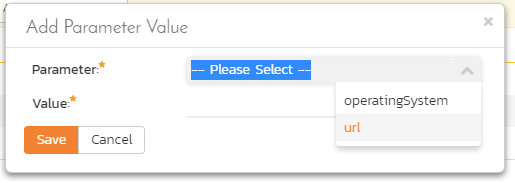 Add Parameter Value ×
Parameter:* -- Please Select --
operatingSystem
Value:*
url
Save Cancel